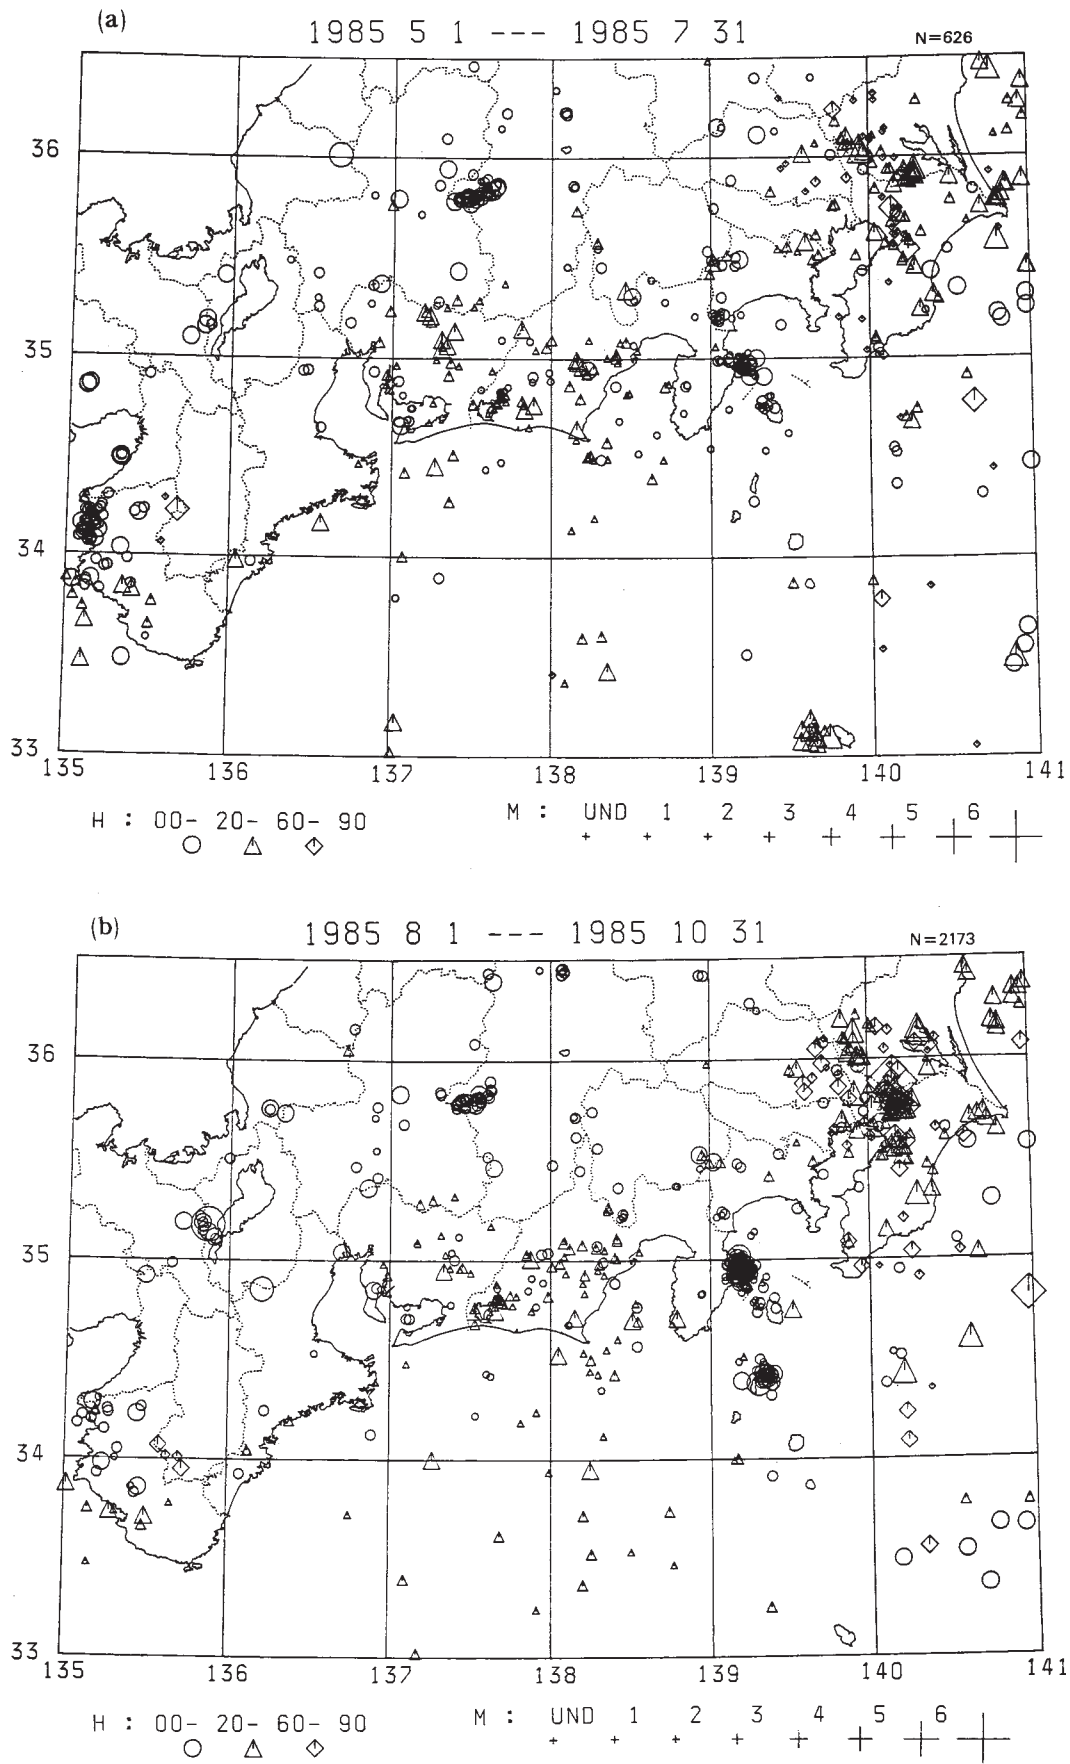 (a)
1985 5 1 --- 1985 7 31
N=626
36
35
34
33
135 136 137 138 139 140 141
H : 00- 20- 60- 90
M : UND 1 2 3 4 5 6
(b)
1985 8 1 --- 1985 10 31
N=2173
36
35
34
33
135 136 137 138 139 140 141
H : 00- 20- 60- 90
M : UND 1 2 3 4 5 6